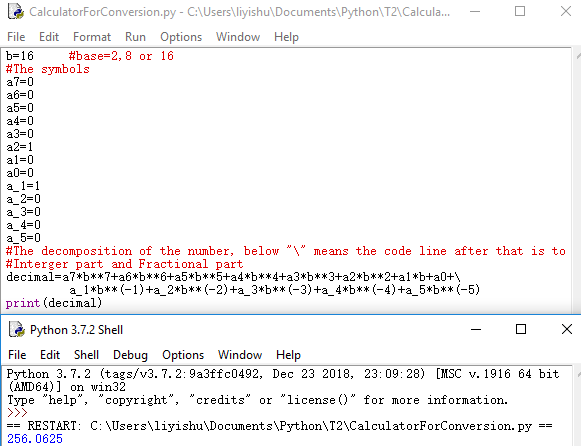 CalculatorForConversion.py - C:\Users\liyishu\Documents\Python\T2\Calcula...
File Edit Format Run Options Window Help
b=16 #base=2,8 or 16
#The symbols
a7=0
a6=0
a5=0
a4=0
a3=0
a2=1
a1=0
a0=0
a_1=1
a_2=0
a_3=0
a_4=0
a_5=0
#The decomposition of the number, below "\" means the code line after that is to
#Interger part and Fractional part
decimal=a7*b**7+a6*b**6+a5*b**5+a4*b**4+a3*b**3+a2*b**2+a1*b+a0+\
a_1*b**(-1)+a_2*b**(-2)+a_3*b**(-3)+a_4*b**(-4)+a_5*b**(-5)
print(decimal)
Python 3.7.2 Shell
File Edit Shell Debug Options Window Help
Python 3.7.2 (tags/v3.7.2:9a3ffc0492, Dec 23 2018, 23:09:28) [MSC v.1916 64 bit
(AMD64)] on win32
Type "help", "copyright", "credits" or "license()" for more information.
>>>
== RESTART: C:\Users\liyishu\Documents\Python\T2\CalculatorForConversion.py ==
256.0625